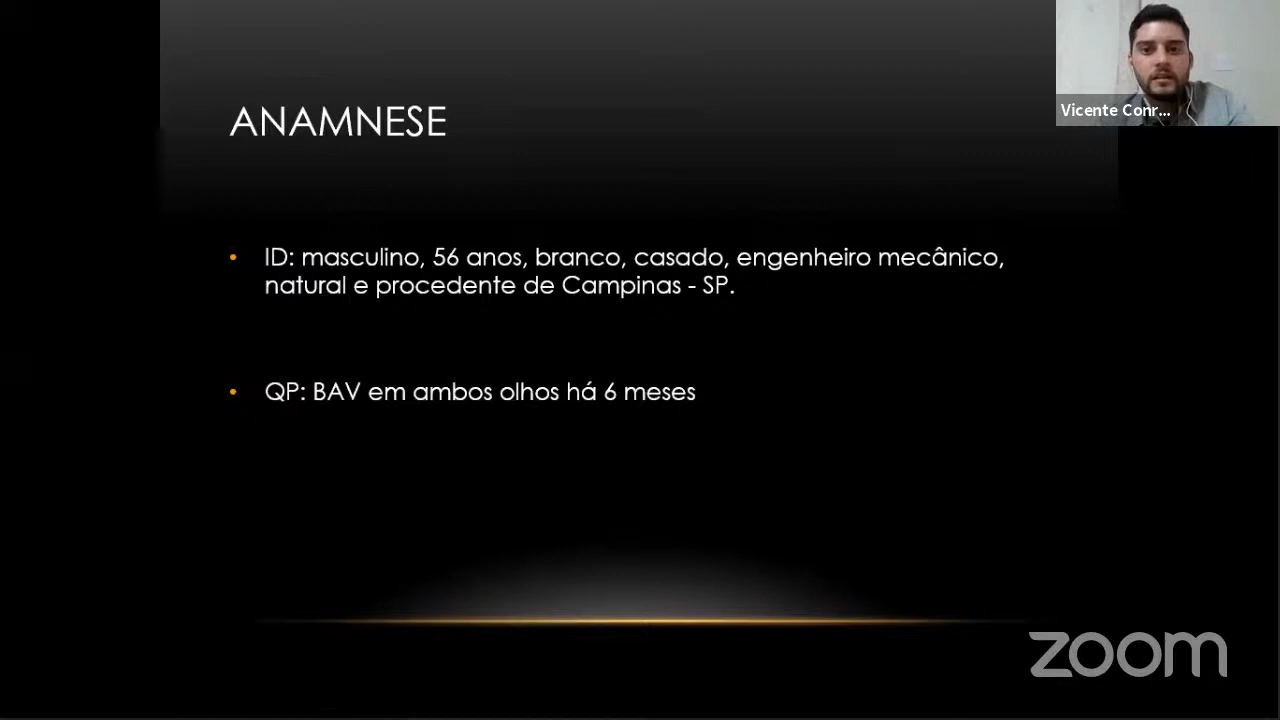 ANAMNESE
Vicente Conr...
• ID: masculino, 56 anos, branco, casado, engenheiro mecânico,
natural e procedente de Campinas - SP.
• QP: BAV em ambos olhos há 6 meses
zoom